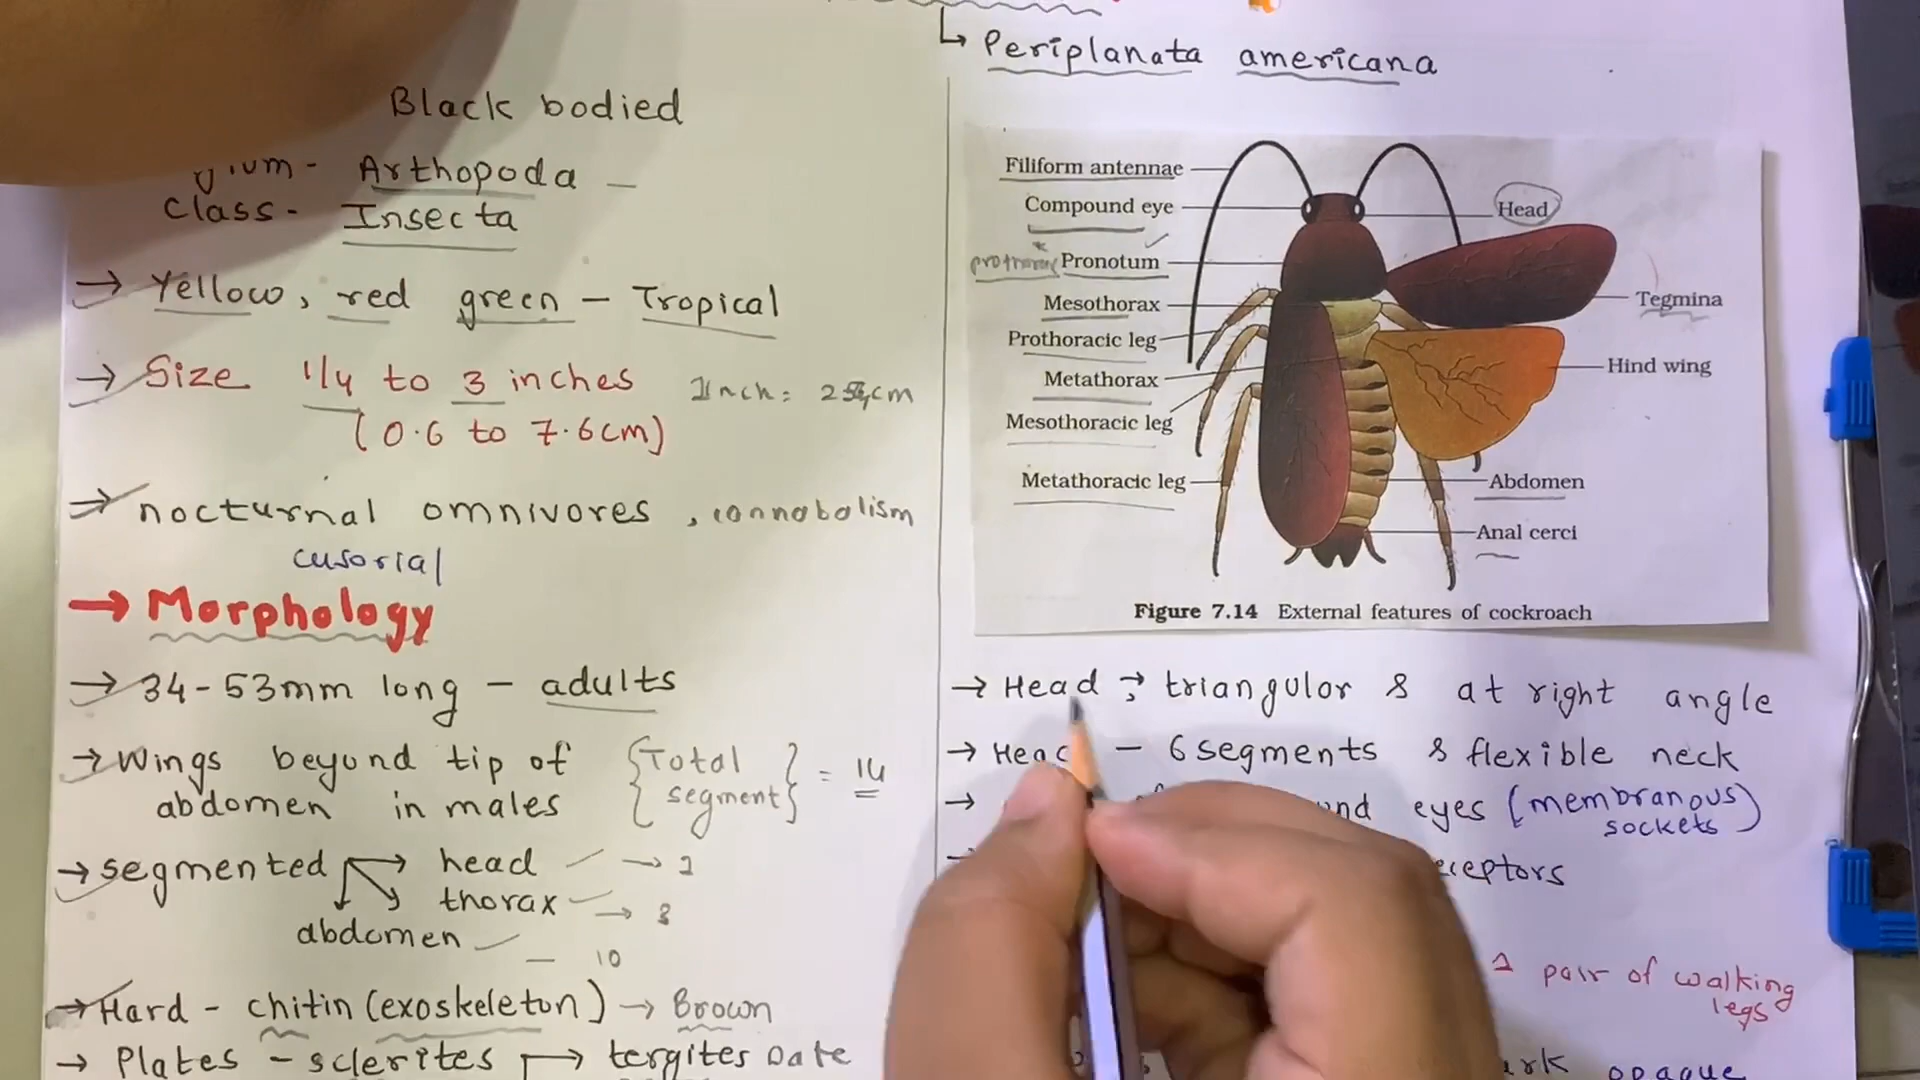 ↳ Periplanata americana
Black bodied
Arthopoda –
Class - Insecta
→ Yellow, red green – Tropical
→ Size 1/4 to 3 inches
(0.6 to 7.6cm)
⇒ nocturnal omnivores , cannabalism
cusorial
→ Morphology
→ 34-53mm long – adults
→ Wings beyond tip of
abdomen in males
{Total
segment} = 14
→ segmented → head →
thorax → 3
abdomen — 10
→ Hard - chitin (exoskeleton) → Brown
→ Plates - sclerites → tergites
Filiform antennae
Compound eye
Pronotum
Mesothorax
Prothoracic leg
Metathorax
Mesothoracic leg
Metathoracic leg
Head
Tegmina
Hind wing
Abdomen
Anal cerci
Figure 7.14 External features of cockroach
→ Head → triangular & at right angle
→ Head – 6 segments & flexible neck
eyes (membranous
sockets)
1 pair of walking
legs
opaque